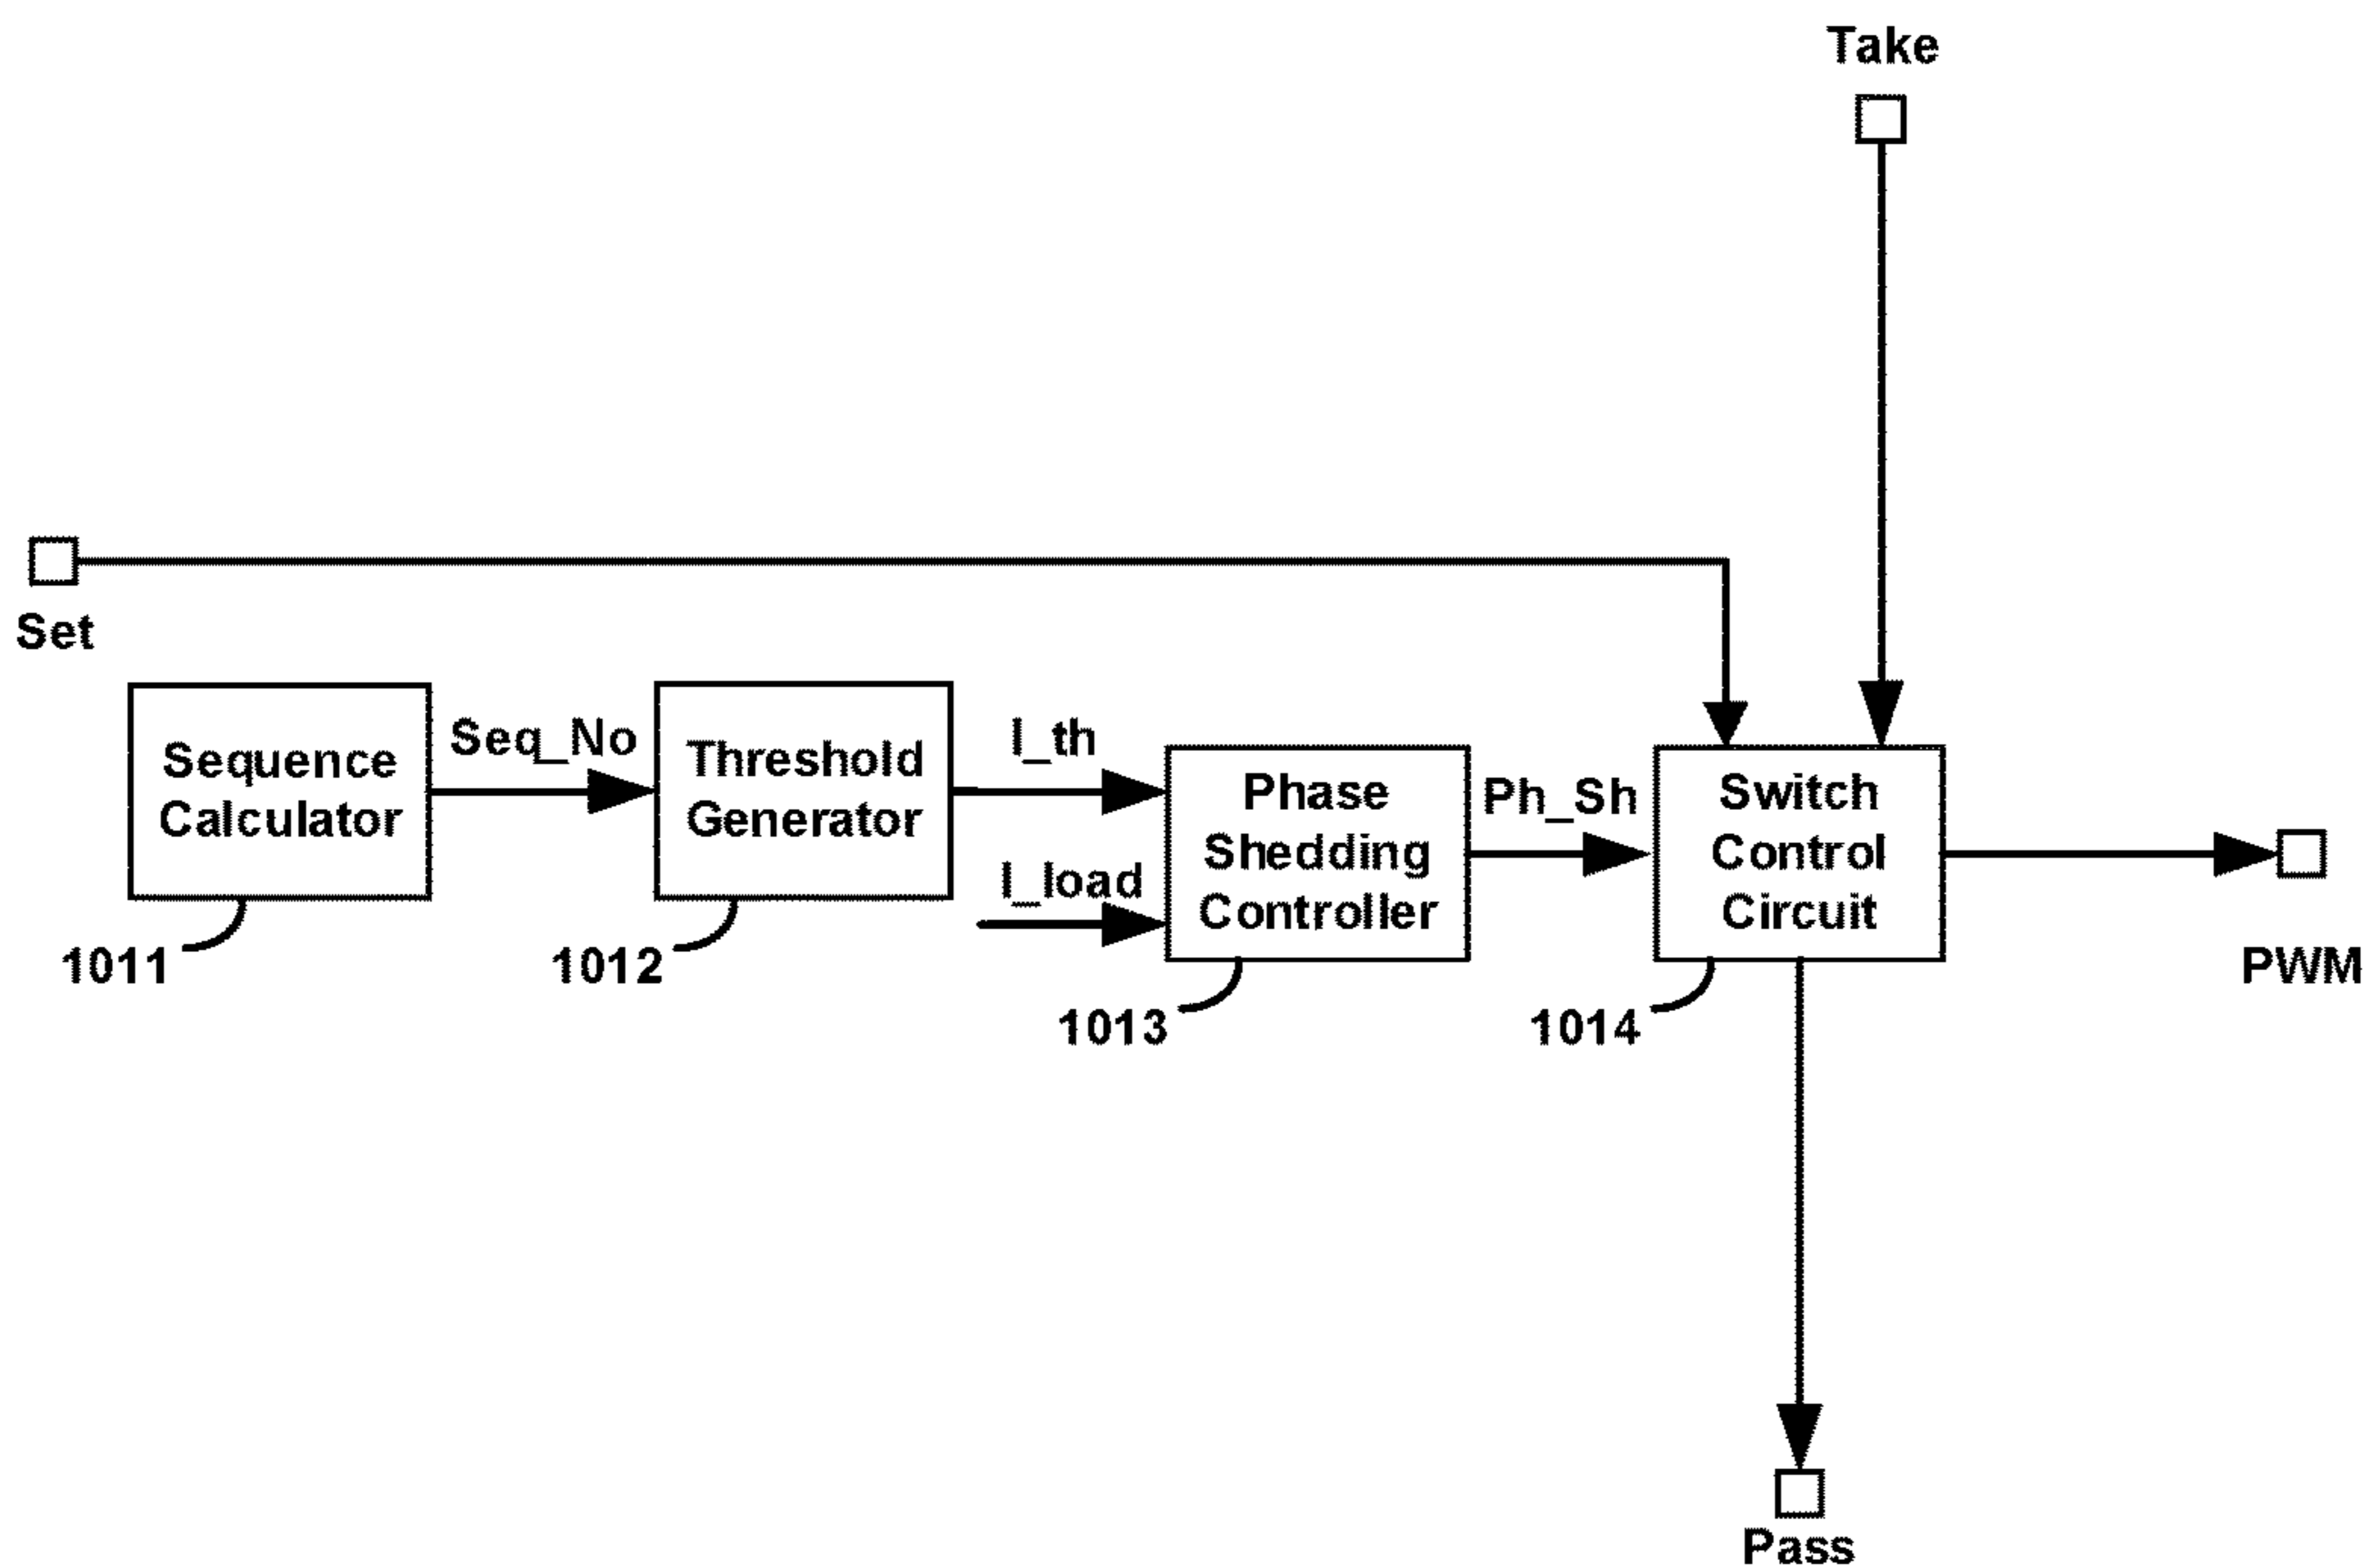 Take
Set
Sequence
Calculator
Seq_No
Threshold
Generator
I_th
I_load
Phase
Shedding
Controller
Ph_Sh
Switch
Control
Circuit
PWM
1011
1012
1013
1014
Pass